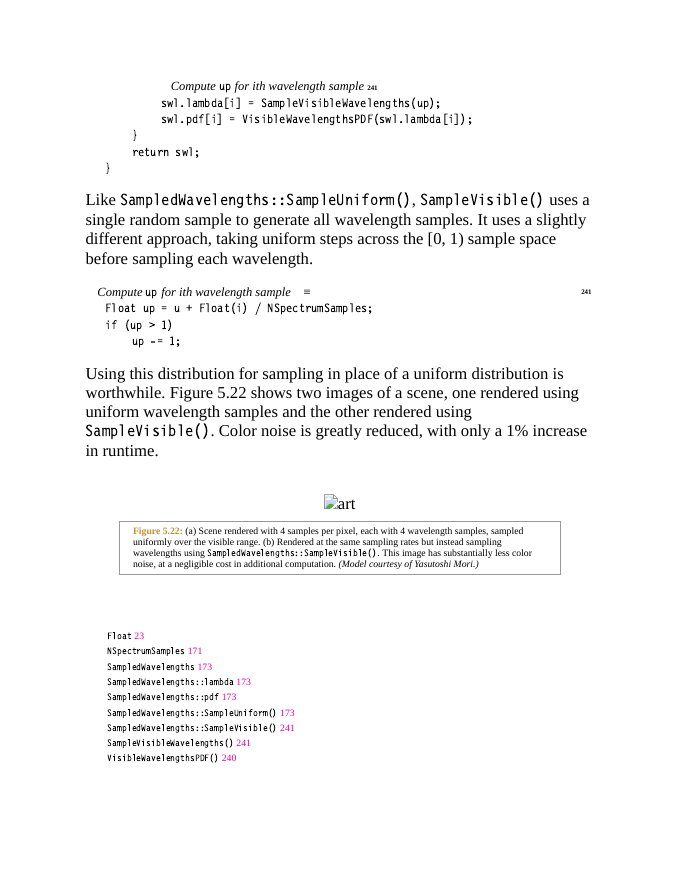 Compute up for ith wavelength sample 241
swl.lambda[i] = SampleVisibleWavelengths(up);
swl.pdf[i] = VisibleWavelengthsPDF(swl.lambda[i]);
}
return swl;
}
Like SampledWavelengths::SampleUniform(), SampleVisible() uses a
single random sample to generate all wavelength samples. It uses a slightly
different approach, taking uniform steps across the [0, 1) sample space
before sampling each wavelength.
Compute up for ith wavelength sample ≡ 241
Float up = u + Float(i) / NSpectrumSamples;
if (up > 1)
up -= 1;
Using this distribution for sampling in place of a uniform distribution is
worthwhile. Figure 5.22 shows two images of a scene, one rendered using
uniform wavelength samples and the other rendered using
SampleVisible(). Color noise is greatly reduced, with only a 1% increase
in runtime.
art
Figure 5.22: (a) Scene rendered with 4 samples per pixel, each with 4 wavelength samples, sampled
uniformly over the visible range. (b) Rendered at the same sampling rates but instead sampling
wavelengths using SampledWavelengths::SampleVisible(). This image has substantially less color
noise, at a negligible cost in additional computation. (Model courtesy of Yasutoshi Mori.)
Float 23
NSpectrumSamples 171
SampledWavelengths 173
SampledWavelengths::lambda 173
SampledWavelengths::pdf 173
SampledWavelengths::SampleUniform() 173
SampledWavelengths::SampleVisible() 241
SampleVisibleWavelengths() 241
VisibleWavelengthsPDF() 240